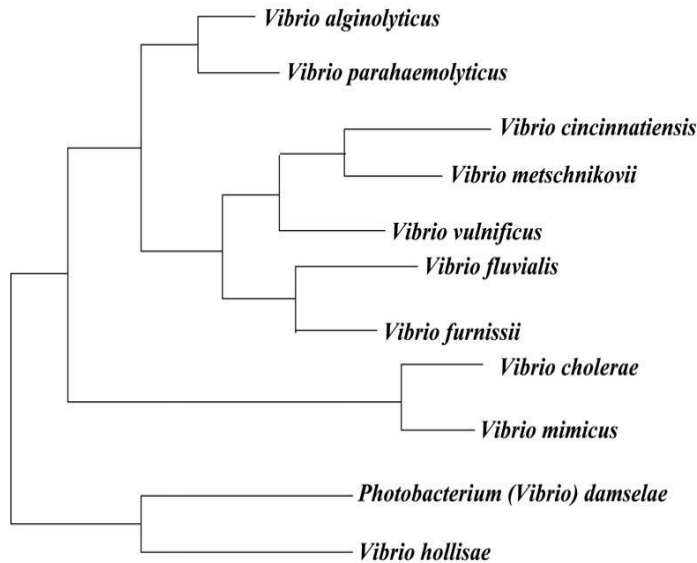 Vibrio alginolyticus
Vibrio parahaemolyticus
Vibrio cincinnatiensis
Vibrio metschnikovii
Vibrio vulnificus
Vibrio fluvialis
Vibrio furnissii
Vibrio cholerae
Vibrio mimicus
Photobacterium (Vibrio) damselae
Vibrio hollisae